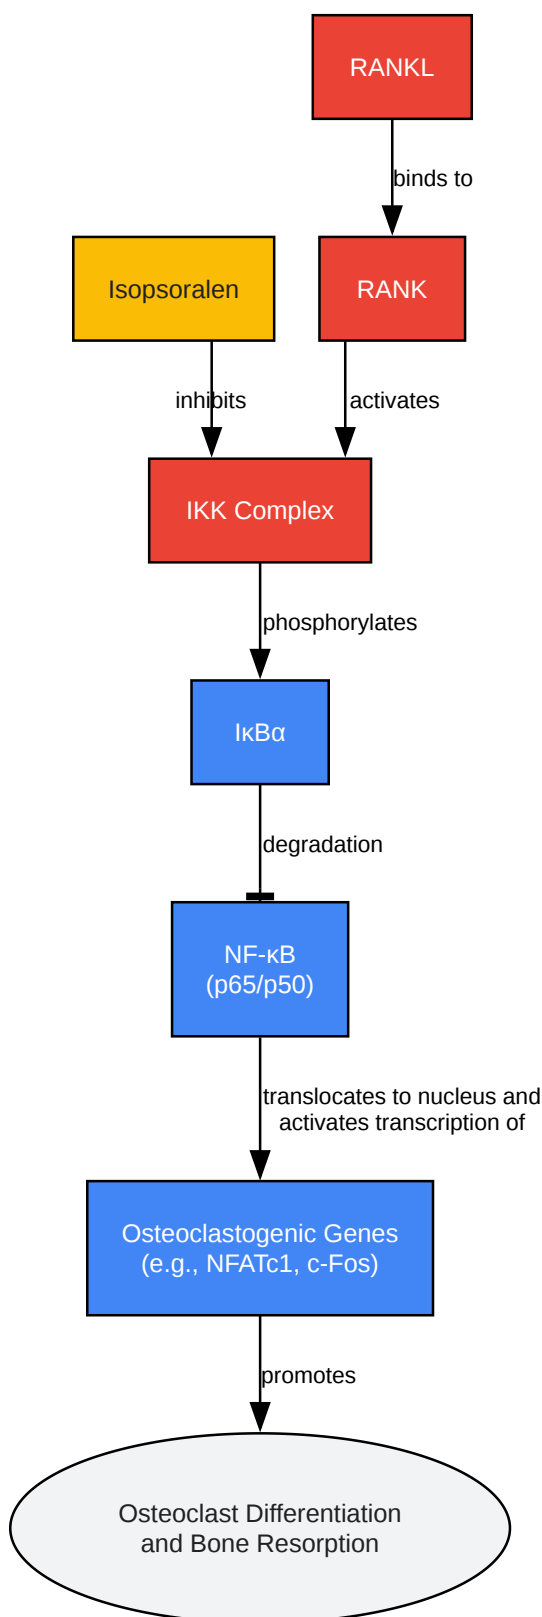 RANKL
binds to
Isopsoralen
RANK
inhibits
activates
IKK Complex
phosphorylates
IκBα
degradation
NF-κB
(p65/p50)
translocates to nucleus and
activates transcription of
Osteoclastogenic Genes
(e.g., NFATc1, c-Fos)
promotes
Osteoclast Differentiation
and Bone Resorption